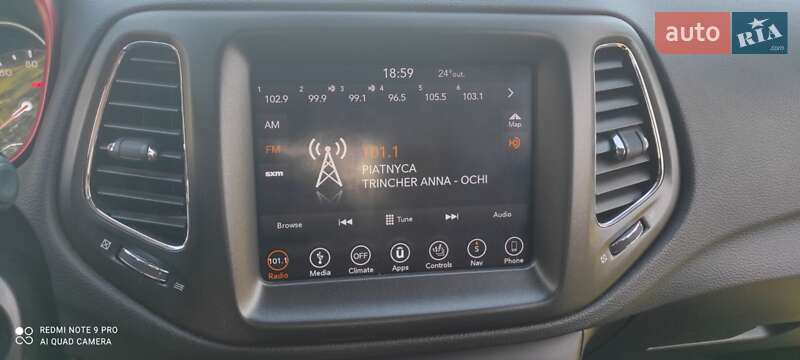 auto RIA .com
18:59 24° out.
1 102.9 2 99.9 3 99.1 4 96.5 5 105.5 6 103.1
AM
Map
FM
101.1
PIATNYCA
sxm
TRINCHER ANNA - OCHI
Browse Tune Audio
101.1 OFF ū S
Radio Media Climate Apps Controls Nav Phone
80
60
REDMI NOTE 9 PRO
AI QUAD CAMERA